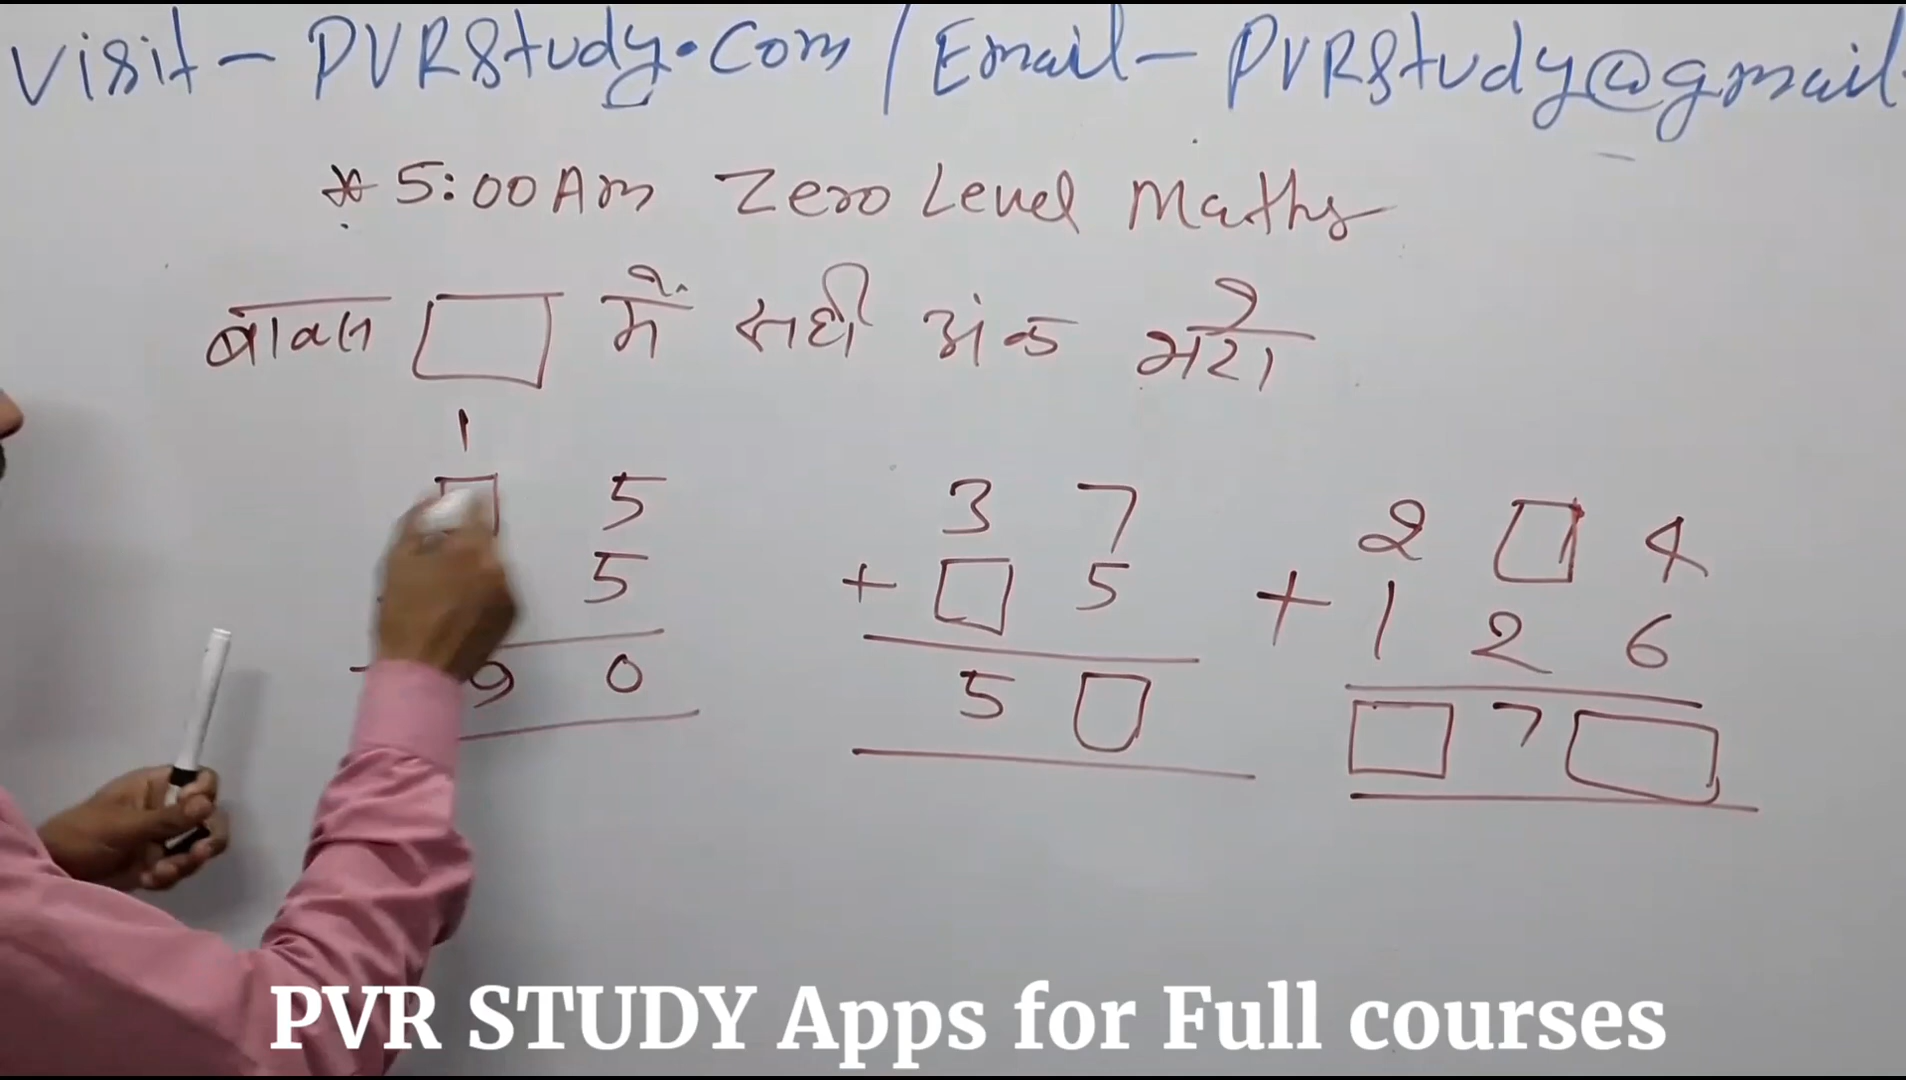 Visit - PVRStudy.Com / Email - PVRStudy@gmail.
* 5:00 Am Zero Level Maths
बाक्स □ में सही अंक भरो
1
□ 5 3 7 2 □ 4
5 + □ 5 + 1 2 6
9 0 5 □ □ 7 □
PVR STUDY Apps for Full courses